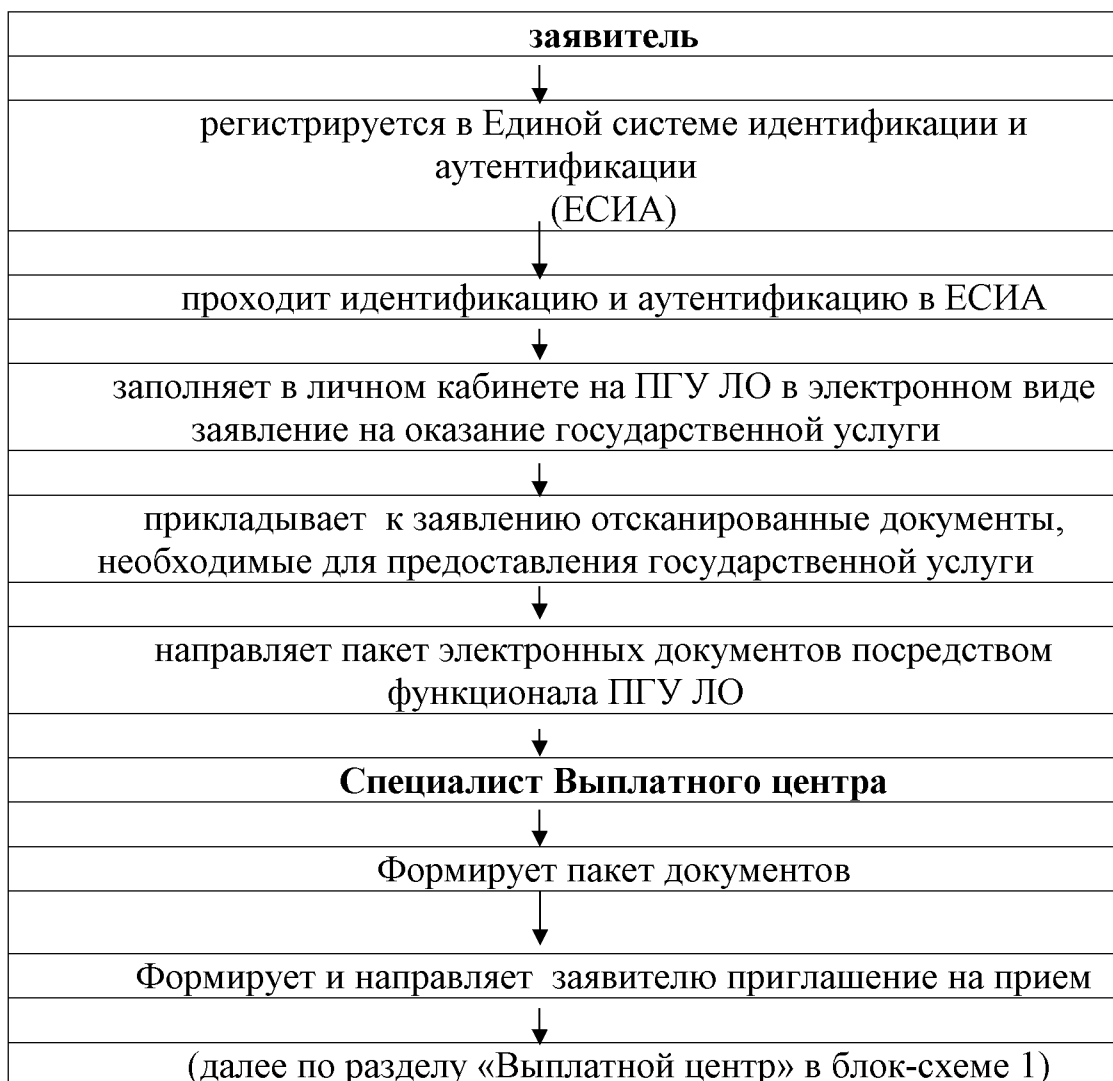 заявитель
регистрируется в Единой системе идентификации и
аутентификации
(ЕСИА)
проходит идентификацию и аутентификацию в ЕСИА
заполняет в личном кабинете на ПГУ ЛО в электронном виде
заявление на оказание государственной услуги
прикладывает к заявлению отсканированные документы,
необходимые для предоставления государственной услуги
направляет пакет электронных документов посредством
функционала ПГУ ЛО
Специалист Выплатного центра
Формирует пакет документов
Формирует и направляет заявителю приглашение на прием
(далее по разделу «Выплатной центр» в блок-схеме 1)